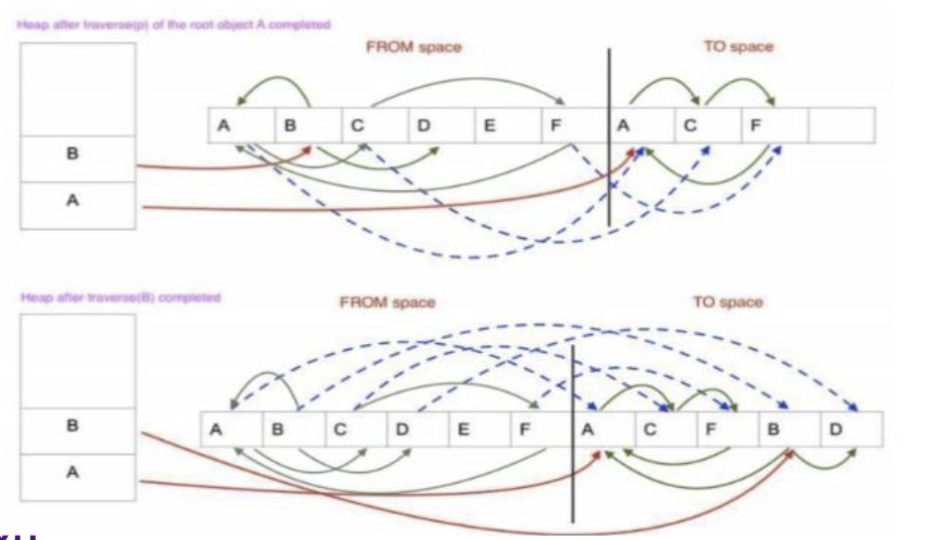 Heap after traverse(p) of the root object A completed
FROM space TO space
A B C D E F A C F
B
A
Heap after traverse(B) completed
FROM space TO space
B
A B C D E F A C F B D
A